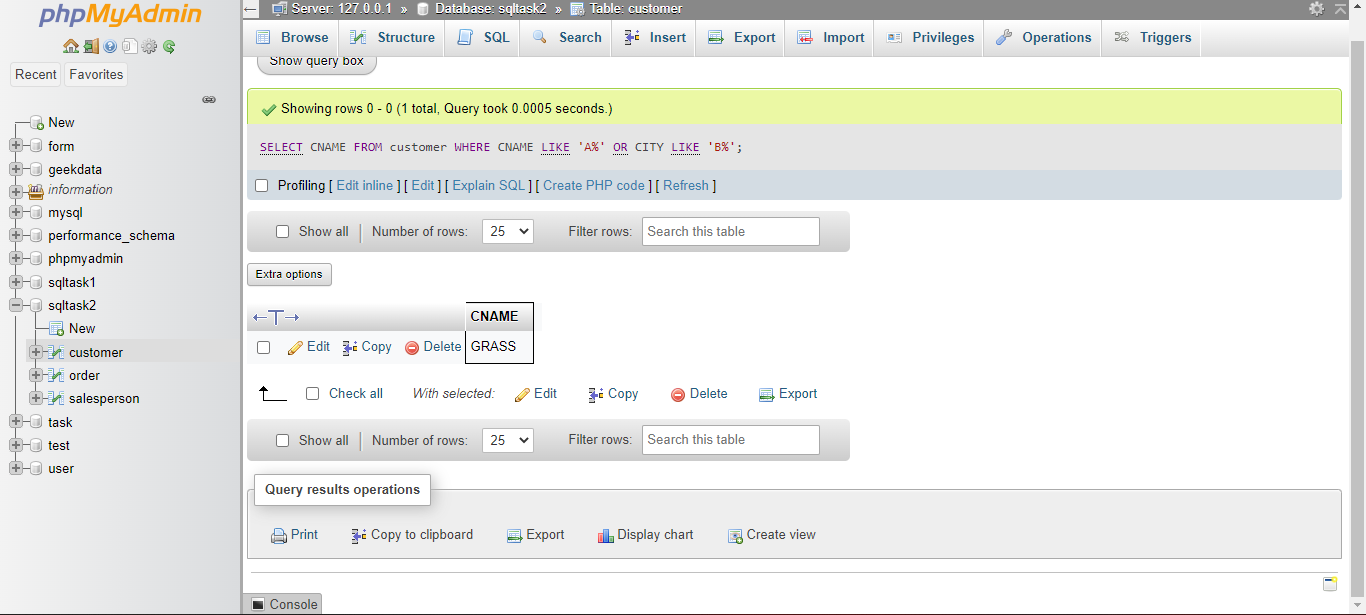 phpMyAdmin
Recent Favorites
New
form
geekdata
information
mysql
performance_schema
phpmyadmin
sqltask1
sqltask2
New
customer
order
salesperson
task
test
user
Server: 127.0.0.1 » Database: sqltask2 » Table: customer
Browse Structure SQL Search Insert Export Import Privileges Operations Triggers
Show query box
Showing rows 0 - 0 (1 total, Query took 0.0005 seconds.)
SELECT CNAME FROM customer WHERE CNAME LIKE 'A%' OR CITY LIKE 'B%';
Profiling [ Edit inline ] [ Edit ] [ Explain SQL ] [ Create PHP code ] [ Refresh ]
Show all Number of rows: 25 Filter rows: Search this table
Extra options
←T→ CNAME
Edit Copy Delete GRASS
Check all With selected: Edit Copy Delete Export
Show all Number of rows: 25 Filter rows: Search this table
Query results operations
Print Copy to clipboard Export Display chart Create view
Console